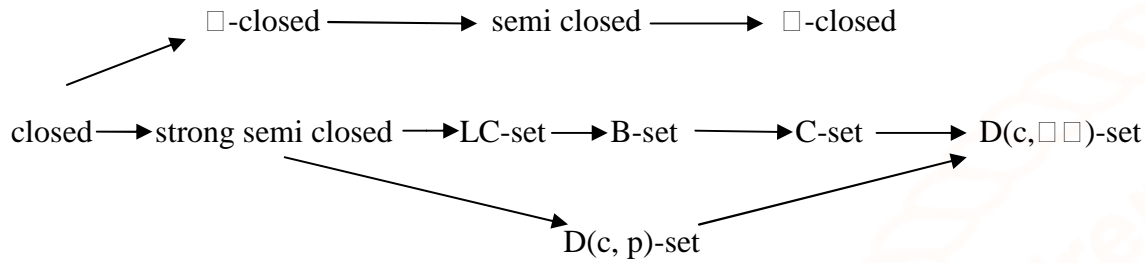 □-closed semi closed □-closed
closed strong semi closed LC-set B-set C-set D(c,□□)-set
D(c, p)-set